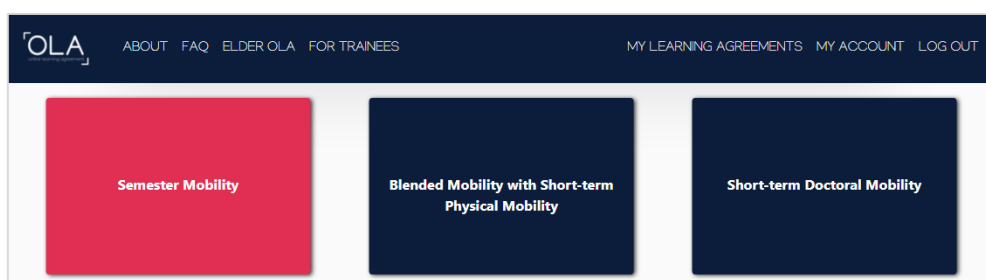 OLA
online learning agreement
ABOUT FAQ ELDER OLA FOR TRAINEES MY LEARNING AGREEMENTS MY ACCOUNT LOG OUT
Semester Mobility
Blended Mobility with Short-term
Physical Mobility
Short-term Doctoral Mobility